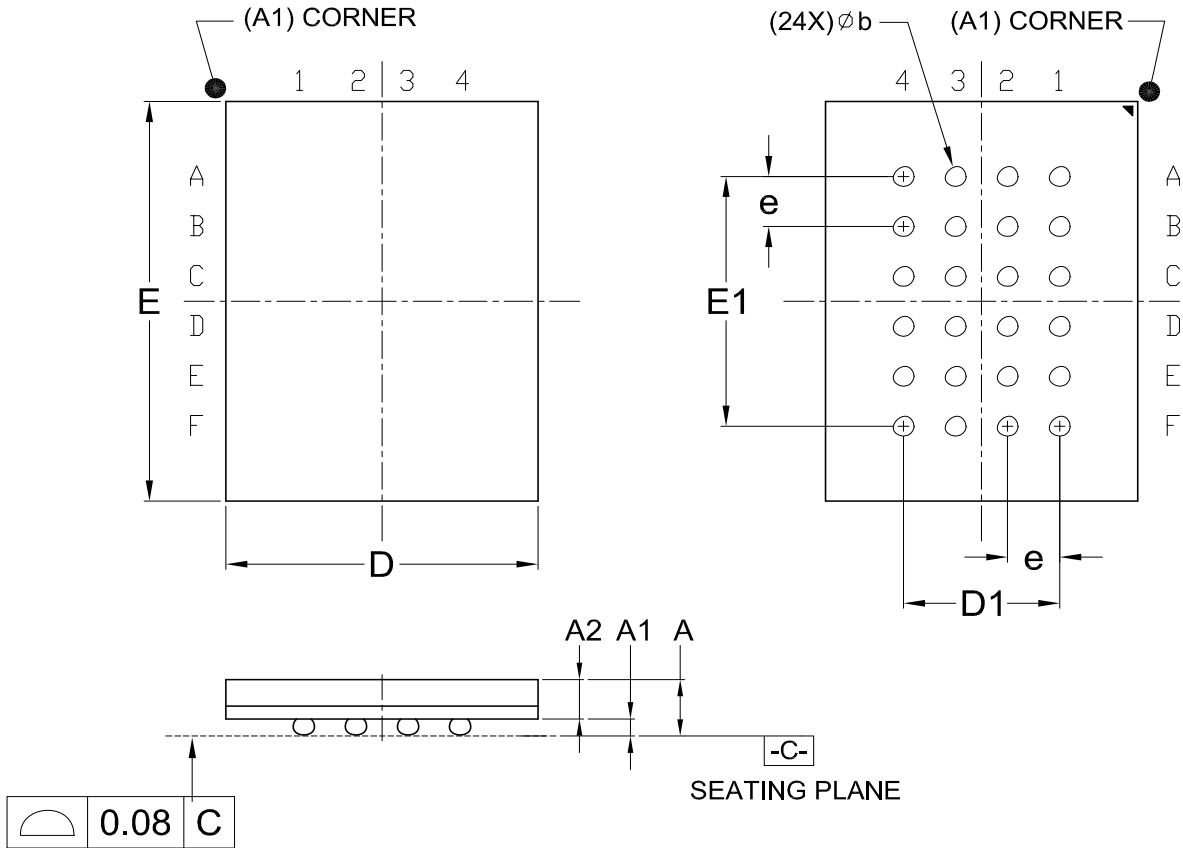 (A1) CORNER
(24X)⌀b
(A1) CORNER
1 2 3 4
4 3 2 1
A
B
C
D
E
F
E
D
e
E1
A
B
C
D
E
F
e
D1
A2 A1 A
-C-
SEATING PLANE
0.08 C